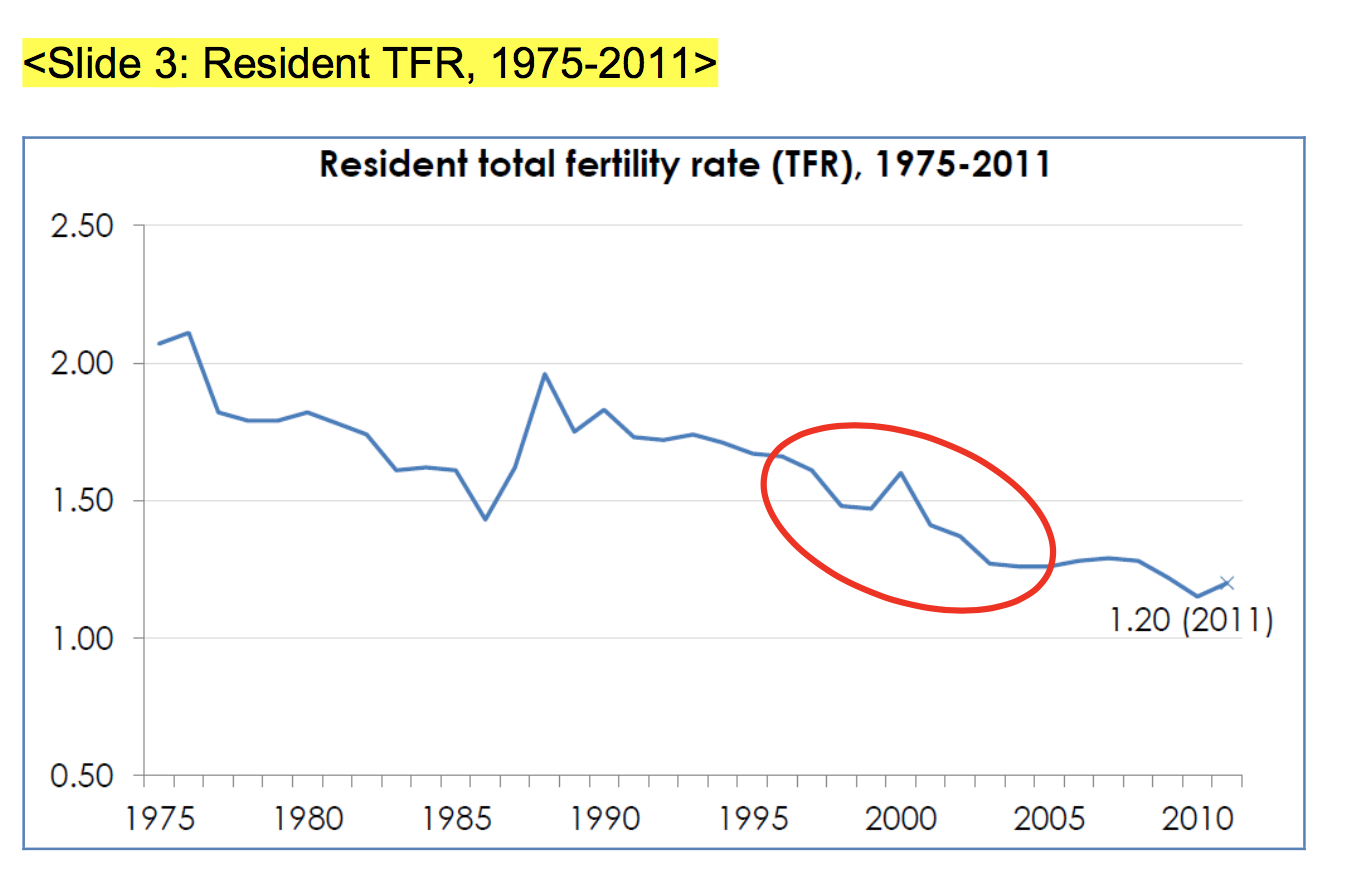 <Slide 3: Resident TFR, 1975-2011>
Resident total fertility rate (TFR), 1975-2011
2.50
2.00
1.50
1.00
0.50
1.20 (2011)
1975 1980 1985 1990 1995 2000 2005 2010